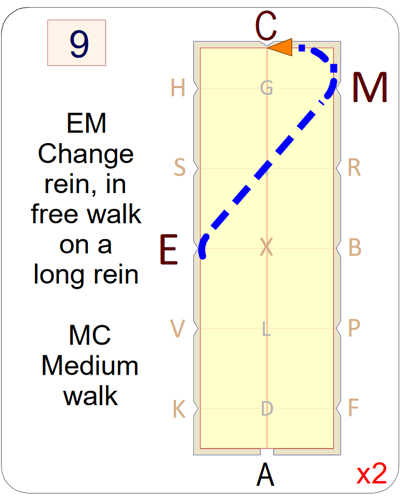 9
EM
Change
rein, in
free walk
on a
long rein
MC
Medium
walk
C
H G M
S R
E X B
V L P
K D F
A
x2